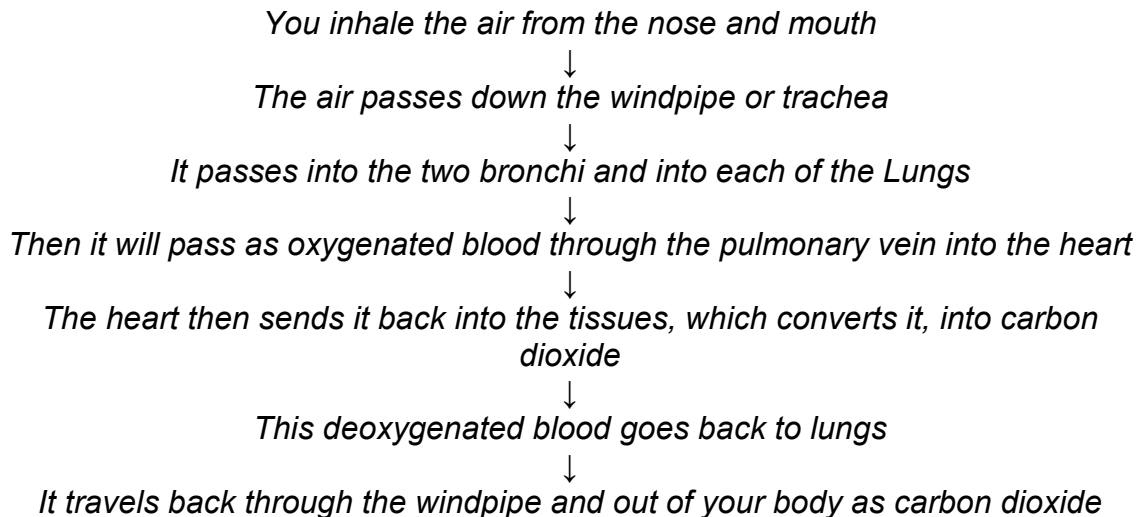 You inhale the air from the nose and mouth
↓
The air passes down the windpipe or trachea
↓
It passes into the two bronchi and into each of the Lungs
↓
Then it will pass as oxygenated blood through the pulmonary vein into the heart
↓
The heart then sends it back into the tissues, which converts it, into carbon
dioxide
↓
This deoxygenated blood goes back to lungs
↓
It travels back through the windpipe and out of your body as carbon dioxide